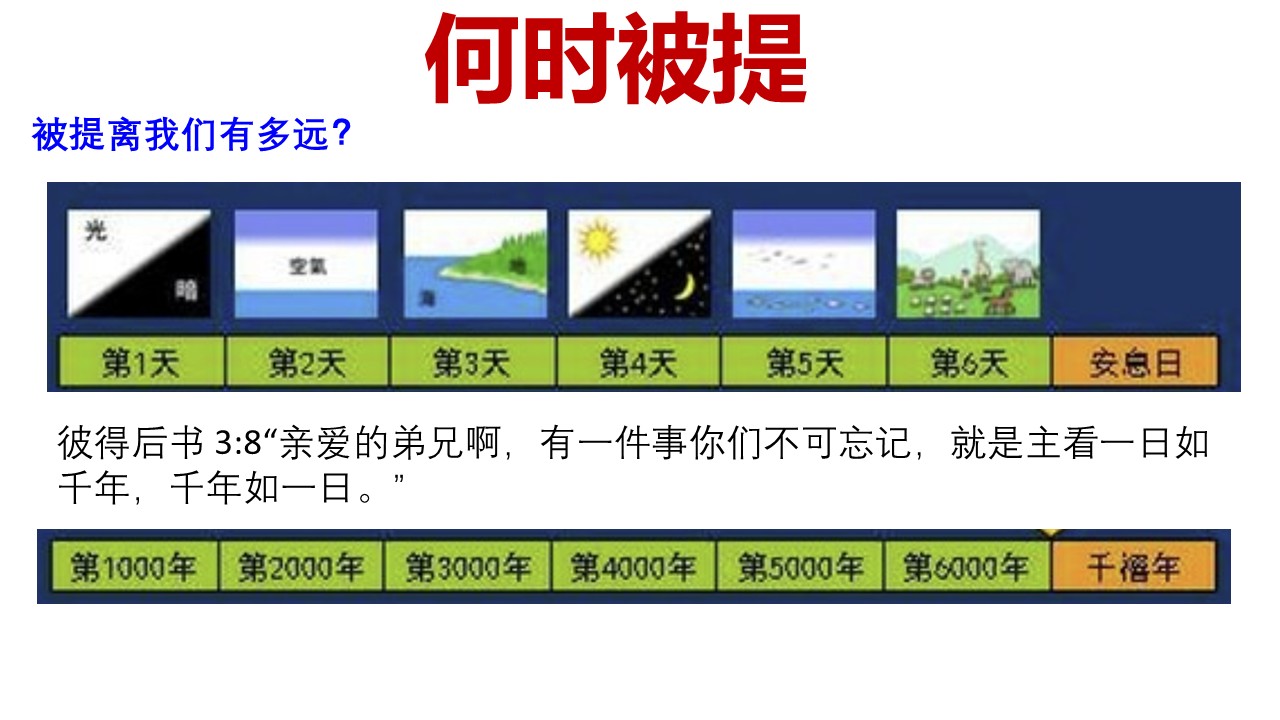 何时被提
被提离我们有多远？
光
暗
空氣
海
地
第1天 第2天 第3天 第4天 第5天 第6天 安息日
彼得后书 3:8“亲爱的弟兄啊，有一件事你们不可忘记，就是主看一日如
千年，千年如一日。”
第1000年 第2000年 第3000年 第4000年 第5000年 第6000年 千禧年